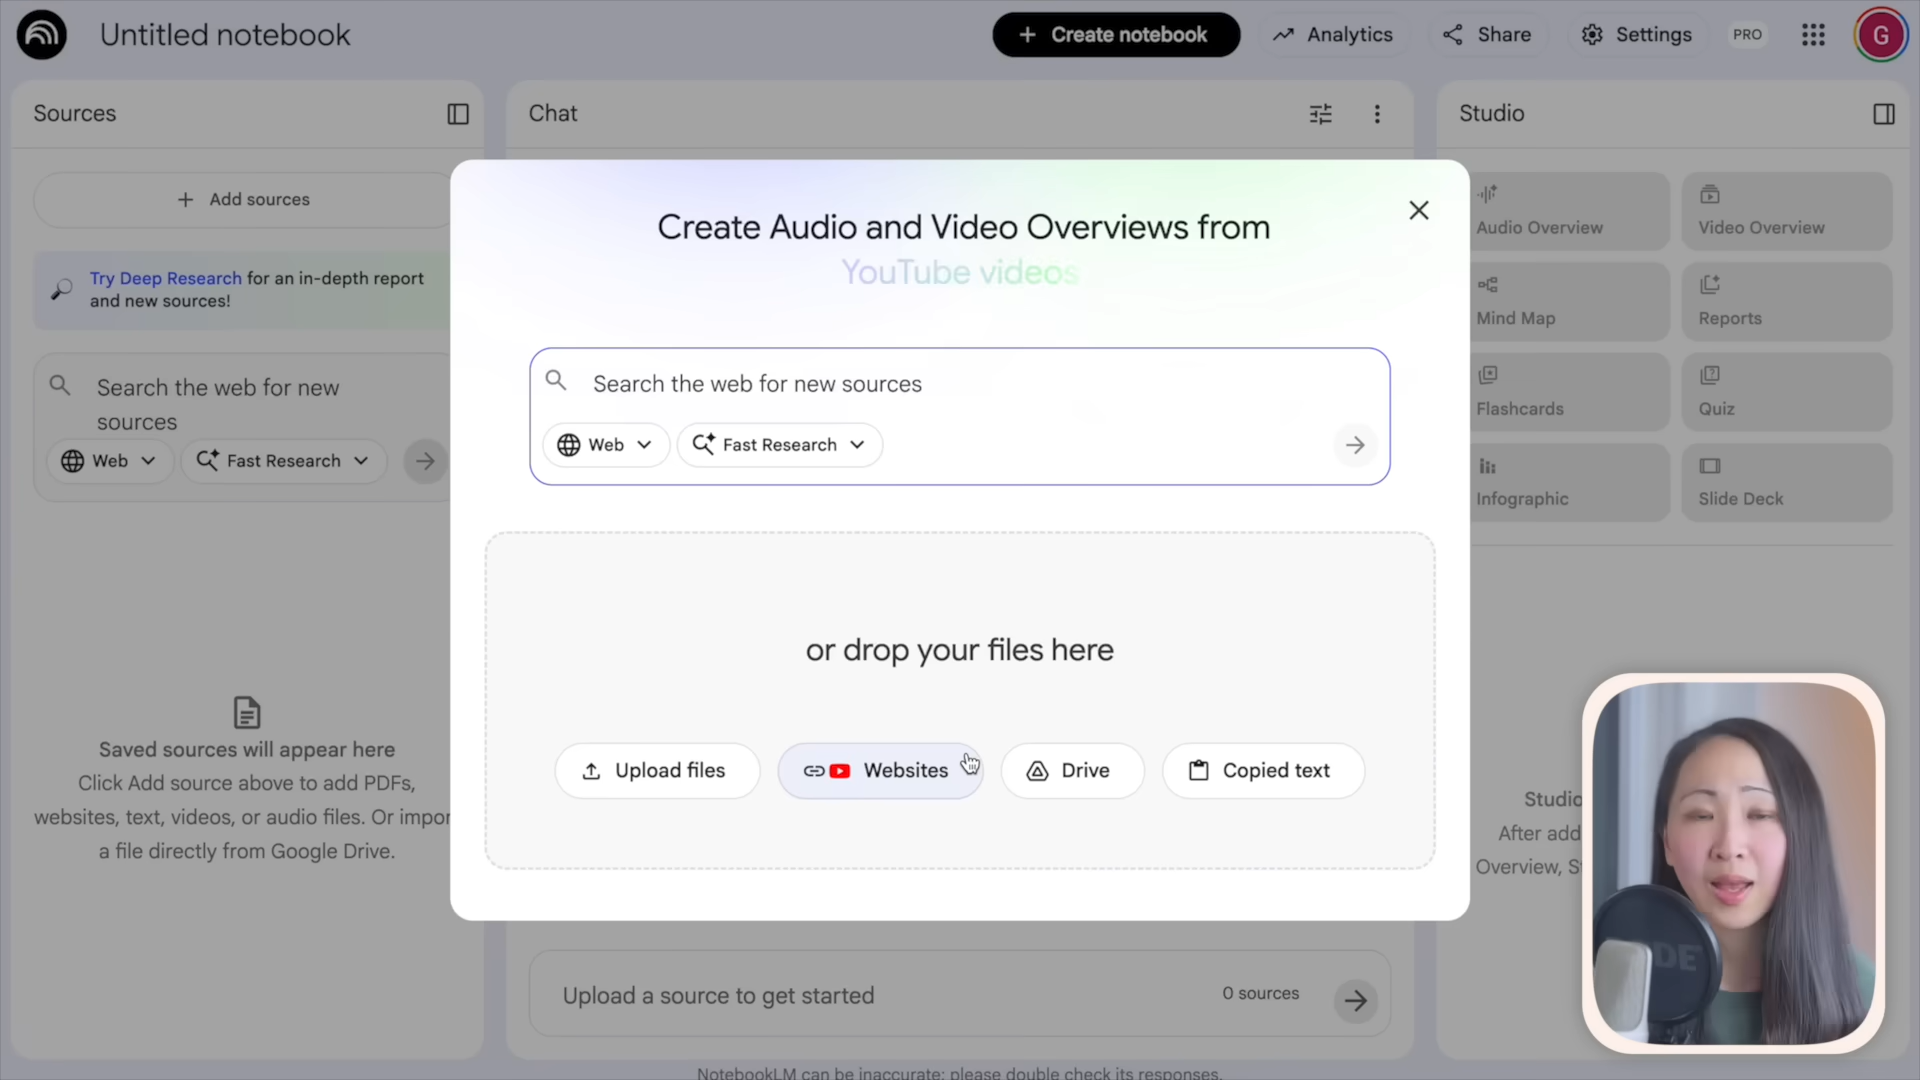 Untitled notebook
Create notebook
Analytics
Share
Settings
PRO
G
Sources
Add sources
Try Deep Research for an in-depth report
and new sources!
Search the web for new
sources
Web
Fast Research
Saved sources will appear here
Click Add source above to add PDFs,
websites, text, videos, or audio files. Or impor
a file directly from Google Drive.
Chat
Create Audio and Video Overviews from
YouTube videos
Search the web for new sources
Web
Fast Research
or drop your files here
Upload files
Websites
Drive
Copied text
Upload a source to get started
0 sources
NotebookLM can be inaccurate; please double check its responses.
Studio
Audio Overview
Video Overview
Mind Map
Reports
Flashcards
Quiz
Infographic
Slide Deck
Studio
After add
Overview, S